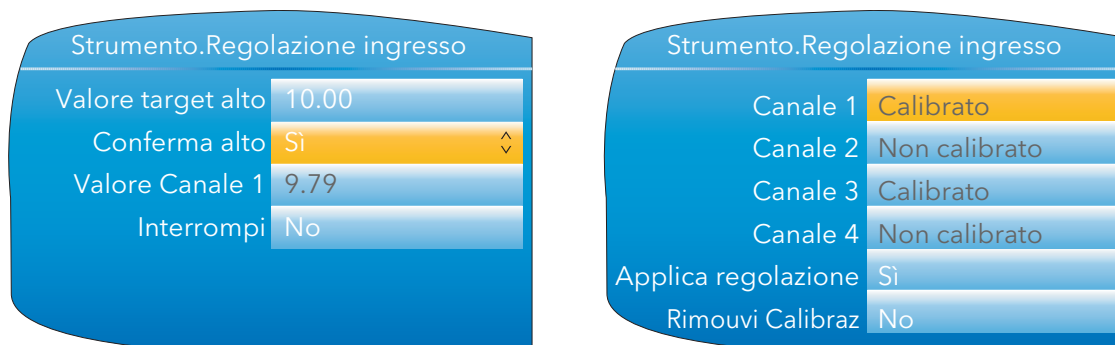 Strumento.Regolazione ingresso
Valore target alto 10.00
Conferma alto Sì
Valore Canale 1 9.79
Interrompi No
Strumento.Regolazione ingresso
Canale 1 Calibrato
Canale 2 Non calibrato
Canale 3 Calibrato
Canale 4 Non calibrato
Applica regolazione Sì
Rimouvi Calibraz No